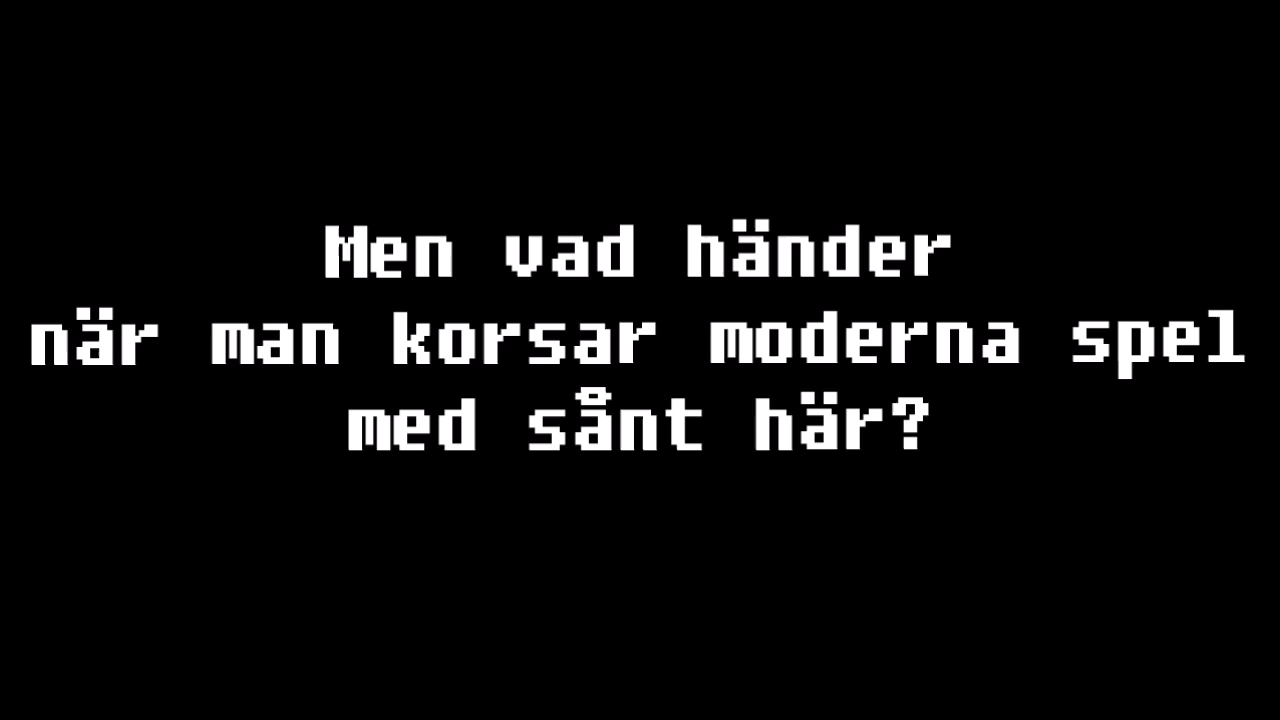 Men vad händer
när man korsar moderna spel
med sånt här?